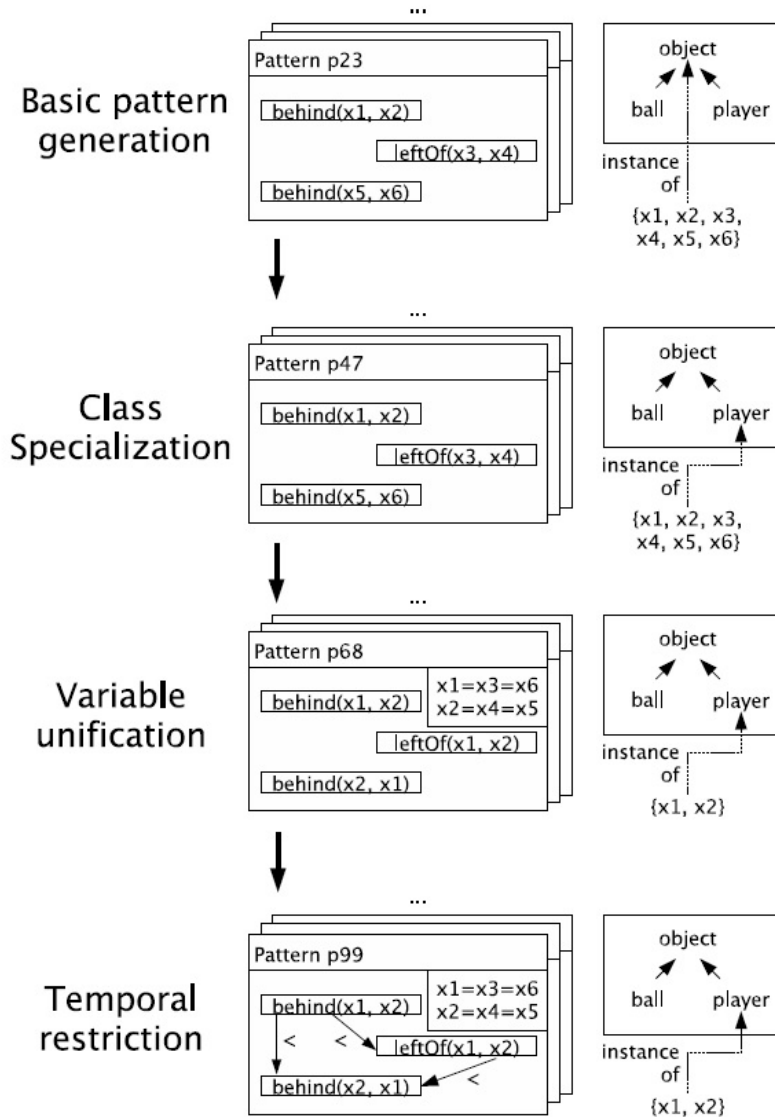 ...
Basic pattern
generation
Pattern p23
behind(x1, x2)
leftOf(x3, x4)
behind(x5, x6)
object
ball player
instance
of
{x1, x2, x3,
x4, x5, x6}
...
Class
Specialization
Pattern p47
behind(x1, x2)
leftOf(x3, x4)
behind(x5, x6)
object
ball player
instance
of
{x1, x2, x3,
x4, x5, x6}
...
Variable
unification
Pattern p68
x1=x3=x6
x2=x4=x5
behind(x1, x2)
leftOf(x1, x2)
behind(x2, x1)
object
ball player
instance
of
{x1, x2}
...
Temporal
restriction
Pattern p99
x1=x3=x6
x2=x4=x5
behind(x1, x2)
< <
leftOf(x1, x2)
<
behind(x2, x1)
object
ball player
instance
of
{x1, x2}